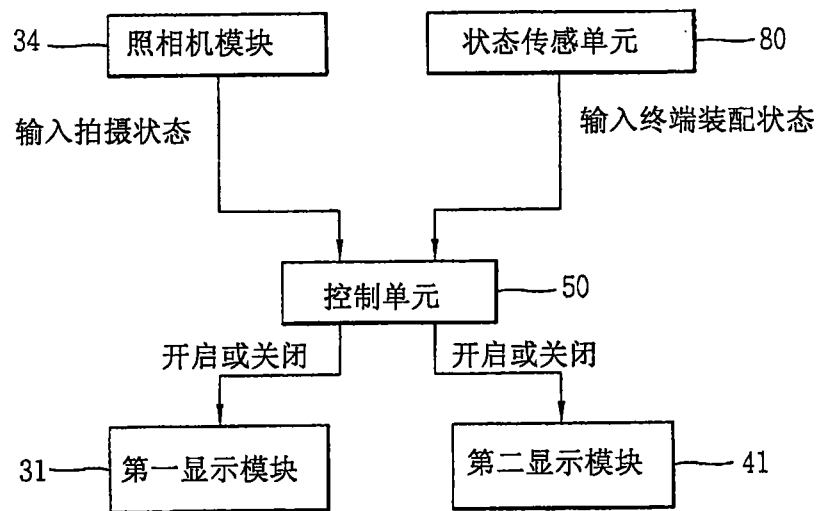 34
照相机模块
状态传感单元
80
输入拍摄状态
输入终端装配状态
控制单元
50
开启或关闭
开启或关闭
31
第一显示模块
第二显示模块
41